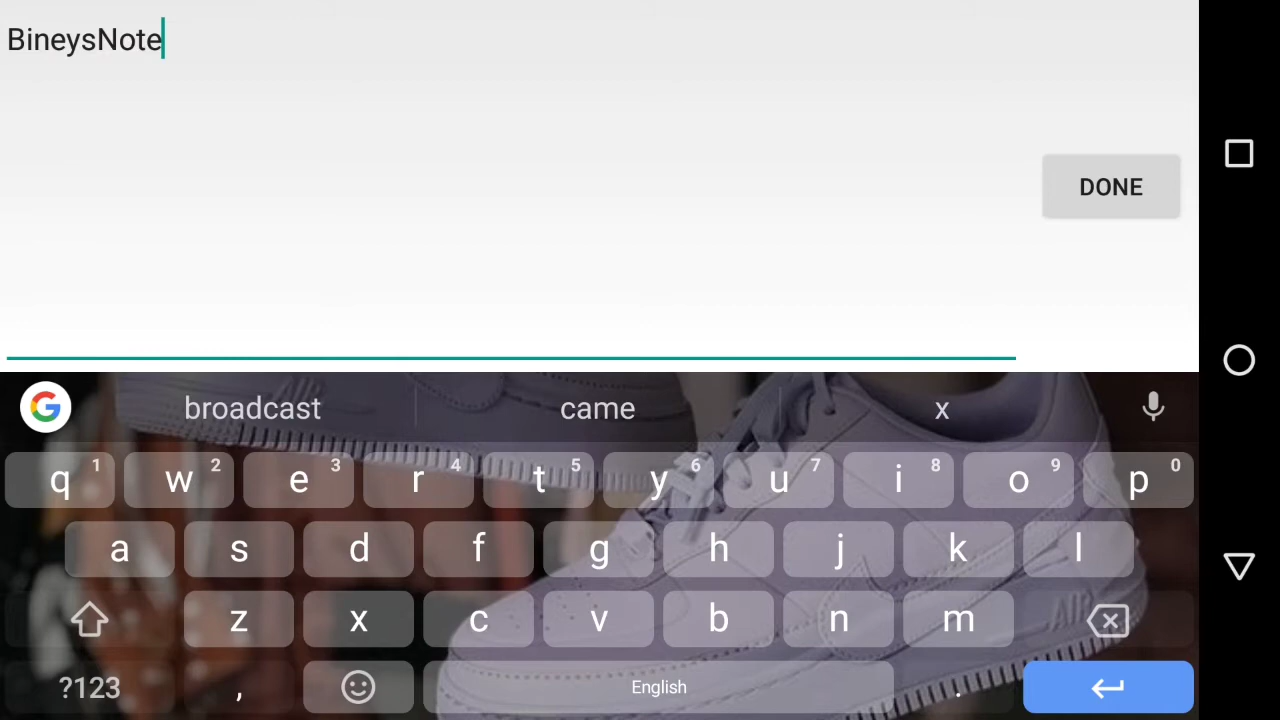 BineysNote
DONE
broadcast came x
q 1 w 2 e 3 r 4 t 5 y 6 u 7 i 8 o 9 p 0
a s d f g h j k l
z x c v b n m
?123 , English .